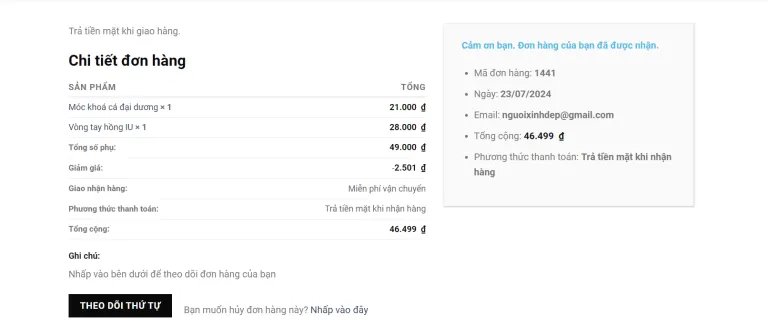 Trả tiền mặt khi giao hàng.
Chi tiết đơn hàng
SẢN PHẨM TỔNG
Móc khoá cá đại dương × 1 21.000 ₫
Vòng tay hồng IU × 1 28.000 ₫
Tổng số phụ: 49.000 ₫
Giảm giá: -2.501 ₫
Giao nhận hàng: Miễn phí vận chuyển
Phương thức thanh toán: Trả tiền mặt khi nhận hàng
Tổng cộng: 46.499 ₫
Ghi chú:
Nhấp vào bên dưới để theo dõi đơn hàng của bạn
THEO DÕI THỨ TỰ Bạn muốn hủy đơn hàng này? Nhấp vào đây
Cảm ơn bạn. Đơn hàng của bạn đã được nhận.
• Mã đơn hàng: 1441
• Ngày: 23/07/2024
• Email: nguoixinhdep@gmail.com
• Tổng cộng: 46.499 ₫
• Phương thức thanh toán: Trả tiền mặt khi nhận
hàng